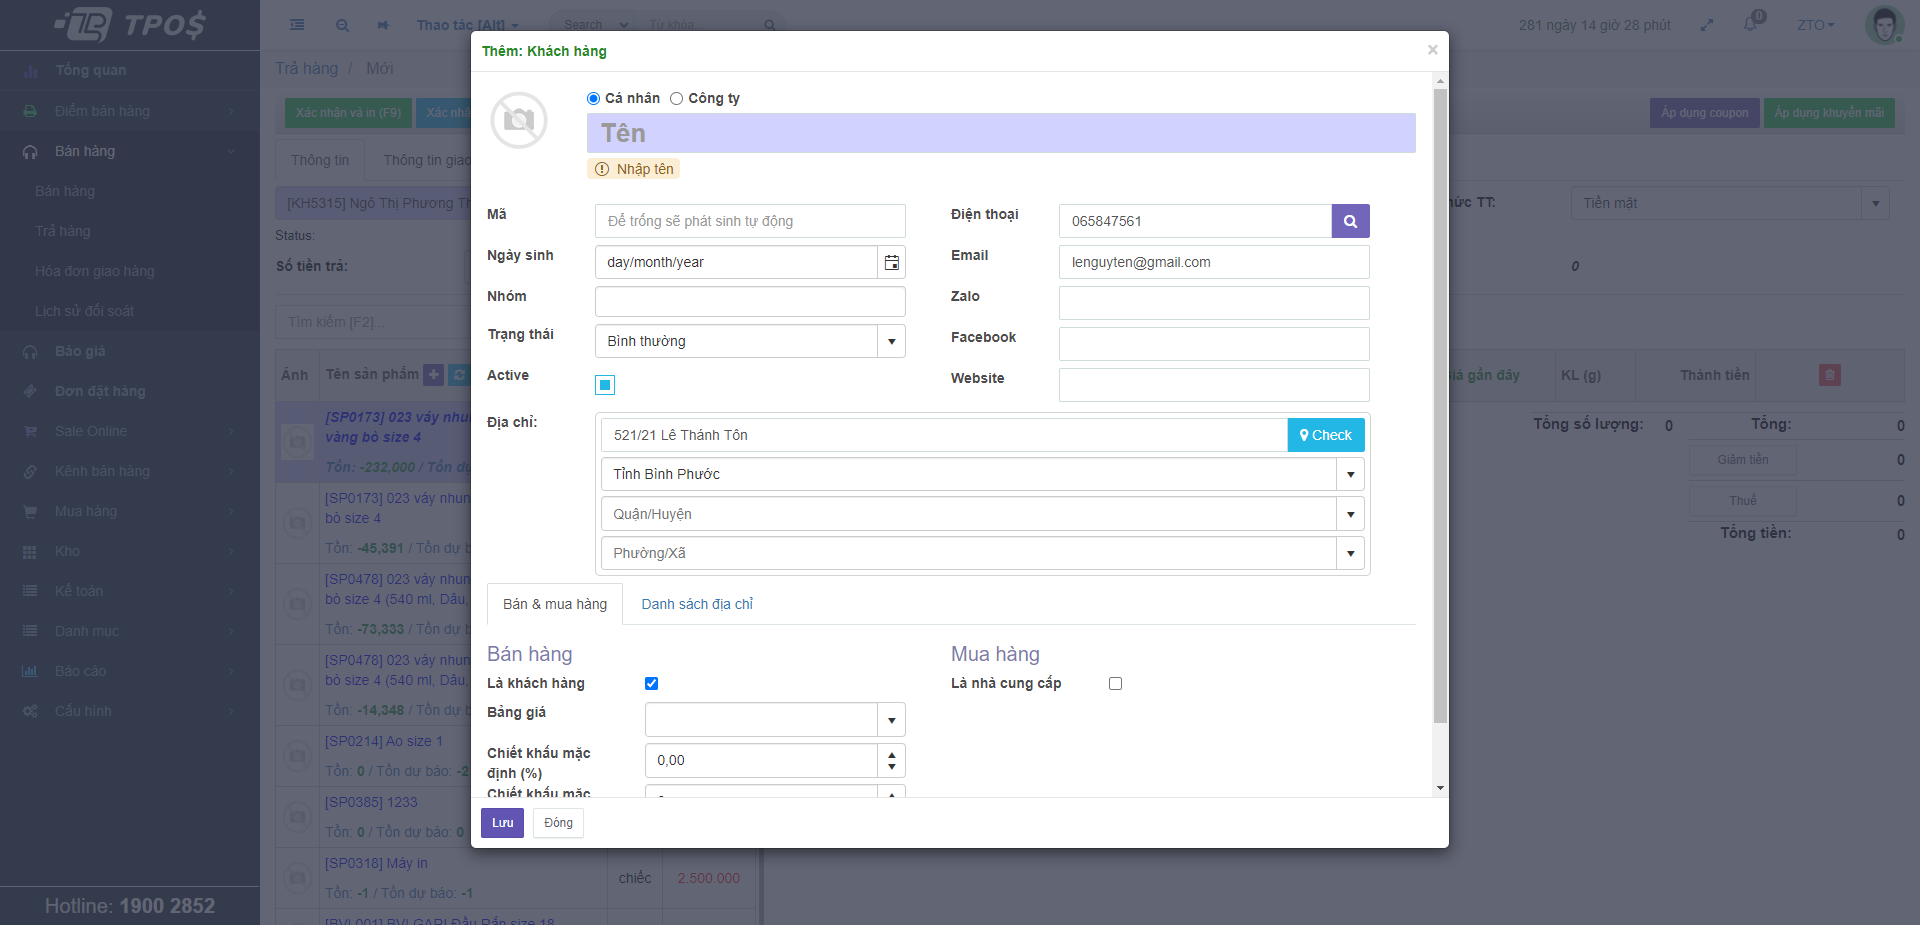 TPO$
Thao tác [Alt]
Search
Từ khóa...
281 ngày 14 giờ 28 phút
0
ZTO
Tổng quan
Điểm bán hàng
Bán hàng
Bán hàng
Trả hàng
Hóa đơn giao hàng
Lịch sử đối soát
Báo giá
Đơn đặt hàng
Sale Online
Kênh bán hàng
Mua hàng
Kho
Kế toán
Danh mục
Báo cáo
Cấu hình
Hotline: 1900 2852
Trả hàng / Mới
Xác nhận và in (F9)
Xác nhậ
Áp dụng coupon
Áp dụng khuyến mãi
Thông tin
Thông tin giao
[KH5315] Ngô Thị Phương Th
Status:
Số tiền trả:
hức TT:
Tiền mặt
0
Tìm kiếm [F2]...
Ảnh
Tên sản phẩm
iá gần đây
KL (g)
Thành tiền
[SP0173] 023 váy nhu
vàng bò size 4
Tồn: -232,000 / Tồn dự
[SP0173] 023 váy nhun
bò size 4
Tồn: -45,391 / Tồn dự b
[SP0478] 023 váy nhun
bò size 4 (540 ml, Dâu,
Tồn: -73,333 / Tồn dự b
[SP0478] 023 váy nhun
bò size 4 (540 ml, Dâu,
Tồn: -14,348 / Tồn dự b
[SP0214] Áo size 1
Tồn: 0 / Tồn dự báo: -2
[SP0385] 1233
Tồn: 0 / Tồn dự báo: 0
[SP0318] Máy in
Tồn: -1 / Tồn dự báo: -1
chiếc
2.500.000
[BVL001] BVLGARI Đầu Rắn size 18
Tổng số lượng: 0
Tổng: 0
Giảm tiền 0
Thuế 0
Tổng tiền: 0
Thêm: Khách hàng
×
Cá nhân
Công ty
Tên
Nhập tên
Mã
Để trống sẽ phát sinh tự động
Ngày sinh
day/month/year
Nhóm
Trạng thái
Bình thường
Active
Điện thoại
065847561
Email
lenguyten@gmail.com
Zalo
Facebook
Website
Địa chỉ:
521/21 Lê Thánh Tôn
Check
Tỉnh Bình Phước
Quận/Huyện
Phường/Xã
Bán & mua hàng
Danh sách địa chỉ
Bán hàng
Là khách hàng
Bảng giá
Chiết khấu mặc
định (%)
0,00
Chiết khấu mặc
Mua hàng
Là nhà cung cấp
Lưu
Đóng